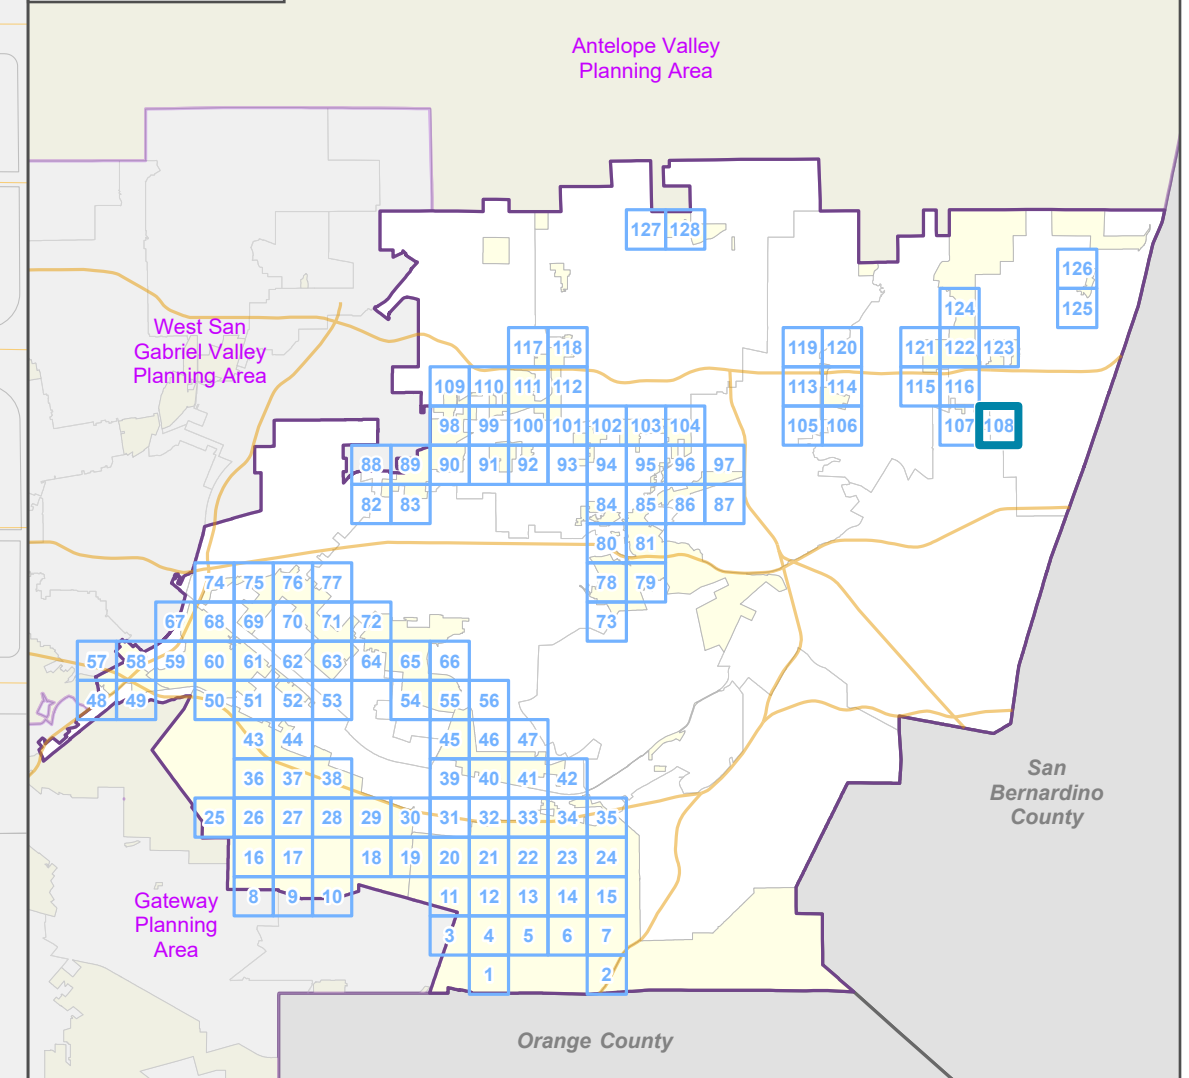 Antelope Valley
Planning Area
127 128
126
124 125
West San
Gabriel Valley
Planning Area
117 118 119 120 121 122 123
109 110 111 112 113 114 115 116
98 99 100 101 102 103 104 105 106 107 108
88 89 90 91 92 93 94 95 96 97
82 83 84 85 86 87
80 81
74 75 76 77 78 79
67 68 69 70 71 72 73
57 58 59 60 61 62 63 64 65 66
48 49 50 51 52 53 54 55 56
43 44 45 46 47
36 37 38 39 40 41 42
San
Bernardino
County
25 26 27 28 29 30 31 32 33 34 35
16 17 18 19 20 21 22 23 24
8 9 10 11 12 13 14 15
Gateway
Planning
Area
3 4 5 6 7
1 2
Orange County